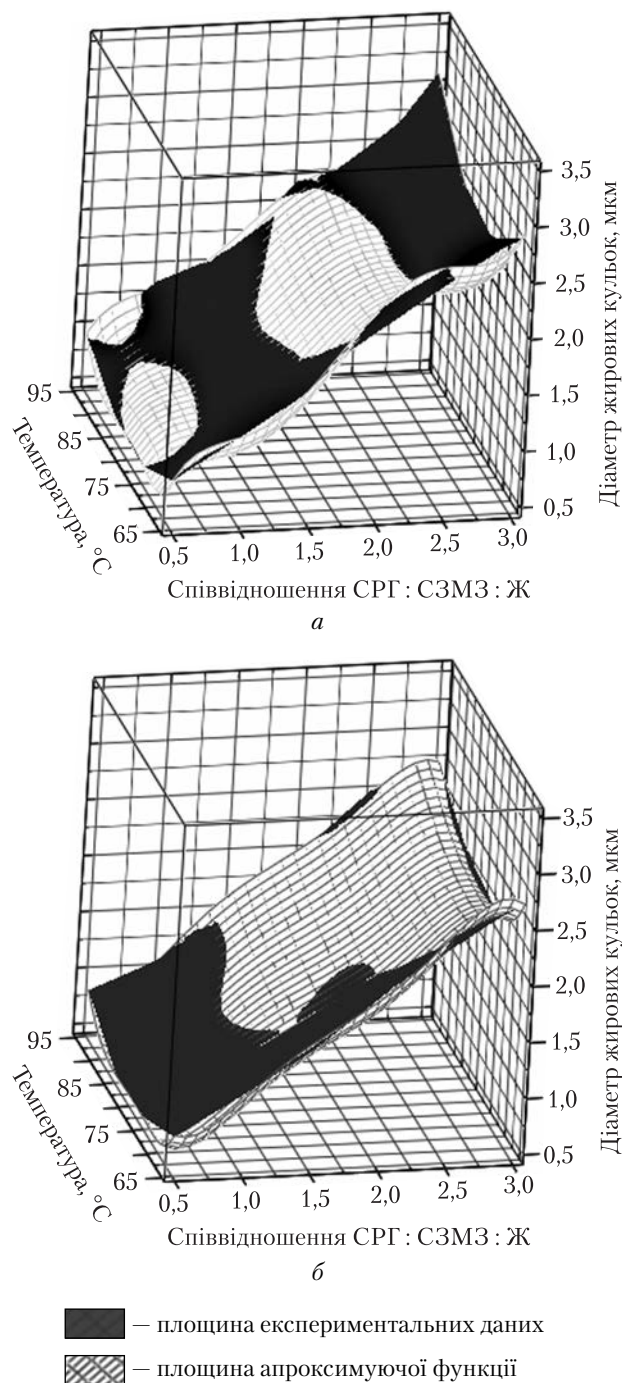 3,5
3,0
2,5
2,0
1,5
1,0
0,5
Діаметр жирових кульок, мкм
95
85
75
65
Температура, °С
0,5 1,0 1,5 2,0 2,5 3,0
Співвідношення СРГ : СЗМЗ : Ж
а
3,5
3,0
2,5
2,0
1,5
1,0
0,5
Діаметр жирових кульок, мкм
95
85
75
65
Температура, °С
0,5 1,0 1,5 2,0 2,5 3,0
Співвідношення СРГ : СЗМЗ : Ж
б
— площина експериментальних даних
— площина апроксимуючої функції